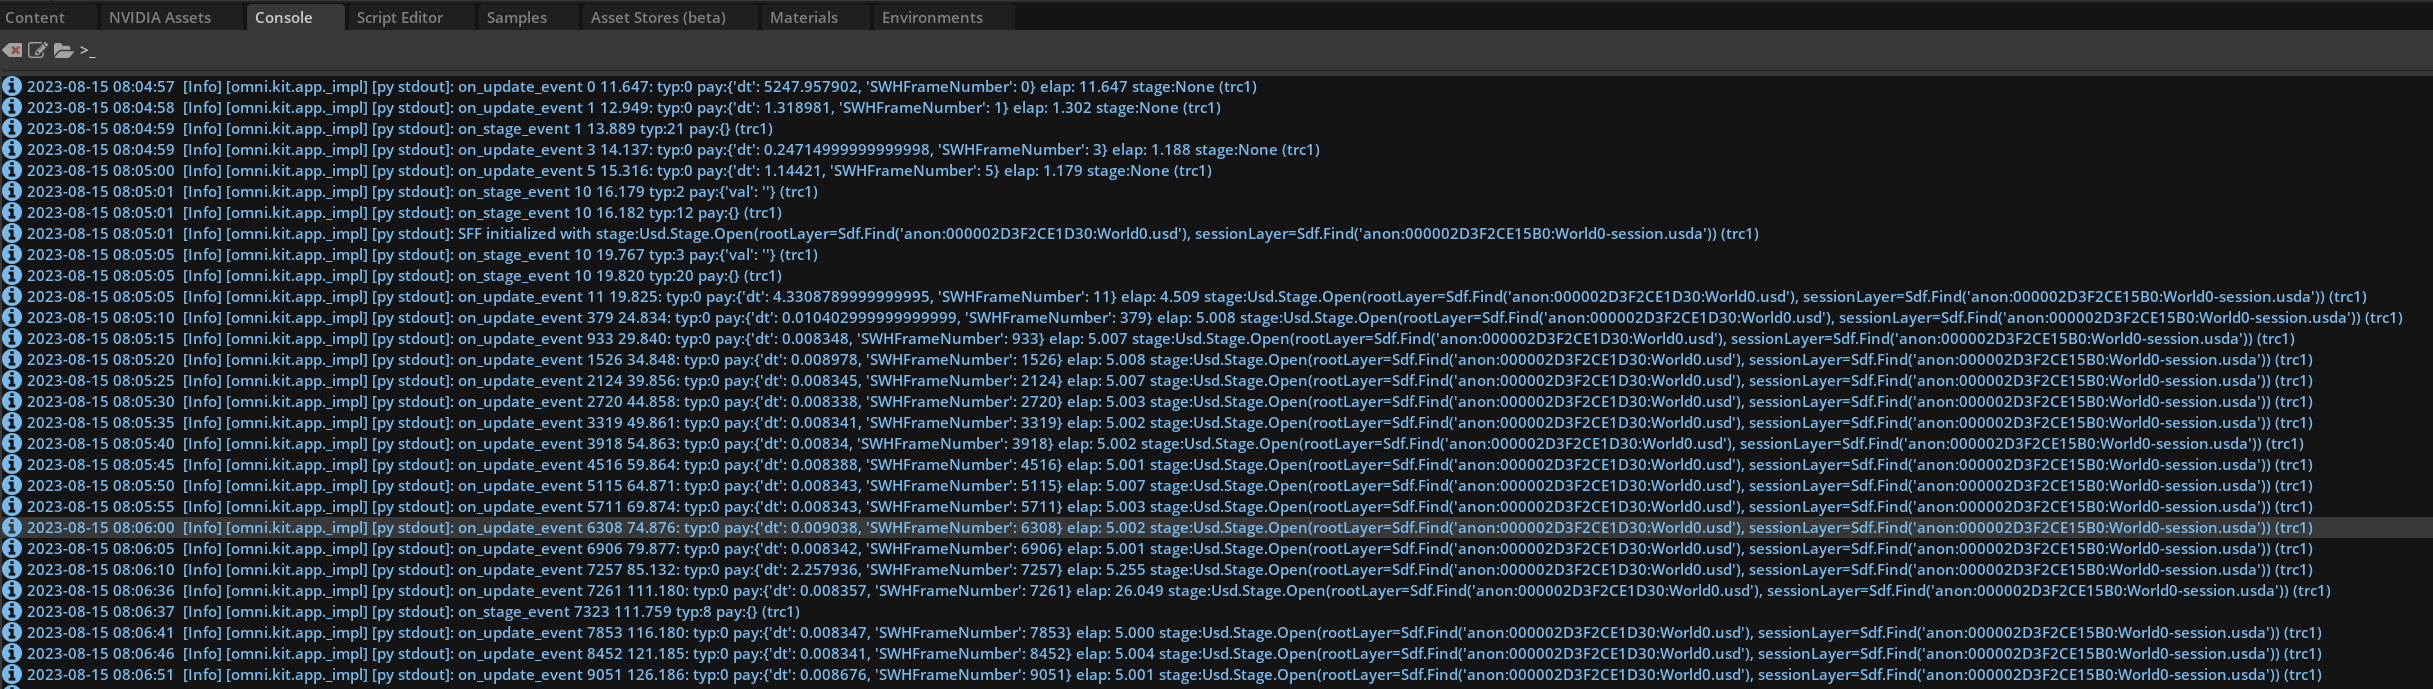 Content NVIDIA Assets Console Script Editor Samples Asset Stores (beta) Materials Environments
>_
2023-08-15 08:04:57 [Info] [omni.kit.app._impl] [py stdout]: on_update_event 0 11.647: typ:0 pay:{'dt': 5247.957902, 'SWHFrameNumber': 0} elap: 11.647 stage:None (trc1)
2023-08-15 08:04:58 [Info] [omni.kit.app._impl] [py stdout]: on_update_event 1 12.949: typ:0 pay:{'dt': 1.318981, 'SWHFrameNumber': 1} elap: 1.302 stage:None (trc1)
2023-08-15 08:04:59 [Info] [omni.kit.app._impl] [py stdout]: on_stage_event 1 13.889 typ:21 pay:{} (trc1)
2023-08-15 08:04:59 [Info] [omni.kit.app._impl] [py stdout]: on_update_event 3 14.137: typ:0 pay:{'dt': 0.24714999999999998, 'SWHFrameNumber': 3} elap: 1.188 stage:None (trc1)
2023-08-15 08:05:00 [Info] [omni.kit.app._impl] [py stdout]: on_update_event 5 15.316: typ:0 pay:{'dt': 1.14421, 'SWHFrameNumber': 5} elap: 1.179 stage:None (trc1)
2023-08-15 08:05:01 [Info] [omni.kit.app._impl] [py stdout]: on_stage_event 10 16.179 typ:2 pay:{'val': ''} (trc1)
2023-08-15 08:05:01 [Info] [omni.kit.app._impl] [py stdout]: on_stage_event 10 16.182 typ:12 pay:{} (trc1)
2023-08-15 08:05:01 [Info] [omni.kit.app._impl] [py stdout]: SFF initialized with stage:Usd.Stage.Open(rootLayer=Sdf.Find('anon:000002D3F2CE1D30:World0.usd'), sessionLayer=Sdf.Find('anon:000002D3F2CE15B0:World0-session.usda')) (trc1)
2023-08-15 08:05:05 [Info] [omni.kit.app._impl] [py stdout]: on_stage_event 10 19.767 typ:3 pay:{'val': ''} (trc1)
2023-08-15 08:05:05 [Info] [omni.kit.app._impl] [py stdout]: on_stage_event 10 19.820 typ:20 pay:{} (trc1)
2023-08-15 08:05:05 [Info] [omni.kit.app._impl] [py stdout]: on_update_event 11 19.825: typ:0 pay:{'dt': 4.3308789999999995, 'SWHFrameNumber': 11} elap: 4.509 stage:Usd.Stage.Open(rootLayer=Sdf.Find('anon:000002D3F2CE1D30:World0.usd'), sessionLayer=Sdf.Find('anon:000002D3F2CE15B0:World0-session.usda')) (trc1)
2023-08-15 08:05:10 [Info] [omni.kit.app._impl] [py stdout]: on_update_event 379 24.834: typ:0 pay:{'dt': 0.010402999999999999, 'SWHFrameNumber': 379} elap: 5.008 stage:Usd.Stage.Open(rootLayer=Sdf.Find('anon:000002D3F2CE1D30:World0.usd'), sessionLayer=Sdf.Find('anon:000002D3F2CE15B0:World0-session.usda')) (trc1)
2023-08-15 08:05:15 [Info] [omni.kit.app._impl] [py stdout]: on_update_event 933 29.840: typ:0 pay:{'dt': 0.008348, 'SWHFrameNumber': 933} elap: 5.007 stage:Usd.Stage.Open(rootLayer=Sdf.Find('anon:000002D3F2CE1D30:World0.usd'), sessionLayer=Sdf.Find('anon:000002D3F2CE15B0:World0-session.usda')) (trc1)
2023-08-15 08:05:20 [Info] [omni.kit.app._impl] [py stdout]: on_update_event 1526 34.848: typ:0 pay:{'dt': 0.008978, 'SWHFrameNumber': 1526} elap: 5.008 stage:Usd.Stage.Open(rootLayer=Sdf.Find('anon:000002D3F2CE1D30:World0.usd'), sessionLayer=Sdf.Find('anon:000002D3F2CE15B0:World0-session.usda')) (trc1)
2023-08-15 08:05:25 [Info] [omni.kit.app._impl] [py stdout]: on_update_event 2124 39.856: typ:0 pay:{'dt': 0.008345, 'SWHFrameNumber': 2124} elap: 5.007 stage:Usd.Stage.Open(rootLayer=Sdf.Find('anon:000002D3F2CE1D30:World0.usd'), sessionLayer=Sdf.Find('anon:000002D3F2CE15B0:World0-session.usda')) (trc1)
2023-08-15 08:05:30 [Info] [omni.kit.app._impl] [py stdout]: on_update_event 2720 44.858: typ:0 pay:{'dt': 0.008338, 'SWHFrameNumber': 2720} elap: 5.003 stage:Usd.Stage.Open(rootLayer=Sdf.Find('anon:000002D3F2CE1D30:World0.usd'), sessionLayer=Sdf.Find('anon:000002D3F2CE15B0:World0-session.usda')) (trc1)
2023-08-15 08:05:35 [Info] [omni.kit.app._impl] [py stdout]: on_update_event 3319 49.861: typ:0 pay:{'dt': 0.008341, 'SWHFrameNumber': 3319} elap: 5.002 stage:Usd.Stage.Open(rootLayer=Sdf.Find('anon:000002D3F2CE1D30:World0.usd'), sessionLayer=Sdf.Find('anon:000002D3F2CE15B0:World0-session.usda')) (trc1)
2023-08-15 08:05:40 [Info] [omni.kit.app._impl] [py stdout]: on_update_event 3918 54.863: typ:0 pay:{'dt': 0.00834, 'SWHFrameNumber': 3918} elap: 5.002 stage:Usd.Stage.Open(rootLayer=Sdf.Find('anon:000002D3F2CE1D30:World0.usd'), sessionLayer=Sdf.Find('anon:000002D3F2CE15B0:World0-session.usda')) (trc1)
2023-08-15 08:05:45 [Info] [omni.kit.app._impl] [py stdout]: on_update_event 4516 59.864: typ:0 pay:{'dt': 0.008388, 'SWHFrameNumber': 4516} elap: 5.001 stage:Usd.Stage.Open(rootLayer=Sdf.Find('anon:000002D3F2CE1D30:World0.usd'), sessionLayer=Sdf.Find('anon:000002D3F2CE15B0:World0-session.usda')) (trc1)
2023-08-15 08:05:50 [Info] [omni.kit.app._impl] [py stdout]: on_update_event 5115 64.871: typ:0 pay:{'dt': 0.008343, 'SWHFrameNumber': 5115} elap: 5.007 stage:Usd.Stage.Open(rootLayer=Sdf.Find('anon:000002D3F2CE1D30:World0.usd'), sessionLayer=Sdf.Find('anon:000002D3F2CE15B0:World0-session.usda')) (trc1)
2023-08-15 08:05:55 [Info] [omni.kit.app._impl] [py stdout]: on_update_event 5711 69.874: typ:0 pay:{'dt': 0.008343, 'SWHFrameNumber': 5711} elap: 5.003 stage:Usd.Stage.Open(rootLayer=Sdf.Find('anon:000002D3F2CE1D30:World0.usd'), sessionLayer=Sdf.Find('anon:000002D3F2CE15B0:World0-session.usda')) (trc1)
2023-08-15 08:06:00 [Info] [omni.kit.app._impl] [py stdout]: on_update_event 6308 74.876: typ:0 pay:{'dt': 0.009038, 'SWHFrameNumber': 6308} elap: 5.002 stage:Usd.Stage.Open(rootLayer=Sdf.Find('anon:000002D3F2CE1D30:World0.usd'), sessionLayer=Sdf.Find('anon:000002D3F2CE15B0:World0-session.usda')) (trc1)
2023-08-15 08:06:05 [Info] [omni.kit.app._impl] [py stdout]: on_update_event 6906 79.877: typ:0 pay:{'dt': 0.008342, 'SWHFrameNumber': 6906} elap: 5.001 stage:Usd.Stage.Open(rootLayer=Sdf.Find('anon:000002D3F2CE1D30:World0.usd'), sessionLayer=Sdf.Find('anon:000002D3F2CE15B0:World0-session.usda')) (trc1)
2023-08-15 08:06:10 [Info] [omni.kit.app._impl] [py stdout]: on_update_event 7257 85.132: typ:0 pay:{'dt': 2.257936, 'SWHFrameNumber': 7257} elap: 5.255 stage:Usd.Stage.Open(rootLayer=Sdf.Find('anon:000002D3F2CE1D30:World0.usd'), sessionLayer=Sdf.Find('anon:000002D3F2CE15B0:World0-session.usda')) (trc1)
2023-08-15 08:06:36 [Info] [omni.kit.app._impl] [py stdout]: on_update_event 7261 111.180: typ:0 pay:{'dt': 0.008357, 'SWHFrameNumber': 7261} elap: 26.049 stage:Usd.Stage.Open(rootLayer=Sdf.Find('anon:000002D3F2CE1D30:World0.usd'), sessionLayer=Sdf.Find('anon:000002D3F2CE15B0:World0-session.usda')) (trc1)
2023-08-15 08:06:37 [Info] [omni.kit.app._impl] [py stdout]: on_stage_event 7323 111.759 typ:8 pay:{} (trc1)
2023-08-15 08:06:41 [Info] [omni.kit.app._impl] [py stdout]: on_update_event 7853 116.180: typ:0 pay:{'dt': 0.008347, 'SWHFrameNumber': 7853} elap: 5.000 stage:Usd.Stage.Open(rootLayer=Sdf.Find('anon:000002D3F2CE1D30:World0.usd'), sessionLayer=Sdf.Find('anon:000002D3F2CE15B0:World0-session.usda')) (trc1)
2023-08-15 08:06:46 [Info] [omni.kit.app._impl] [py stdout]: on_update_event 8452 121.185: typ:0 pay:{'dt': 0.008341, 'SWHFrameNumber': 8452} elap: 5.004 stage:Usd.Stage.Open(rootLayer=Sdf.Find('anon:000002D3F2CE1D30:World0.usd'), sessionLayer=Sdf.Find('anon:000002D3F2CE15B0:World0-session.usda')) (trc1)
2023-08-15 08:06:51 [Info] [omni.kit.app._impl] [py stdout]: on_update_event 9051 126.186: typ:0 pay:{'dt': 0.008676, 'SWHFrameNumber': 9051} elap: 5.001 stage:Usd.Stage.Open(rootLayer=Sdf.Find('anon:000002D3F2CE1D30:World0.usd'), sessionLayer=Sdf.Find('anon:000002D3F2CE15B0:World0-session.usda')) (trc1)